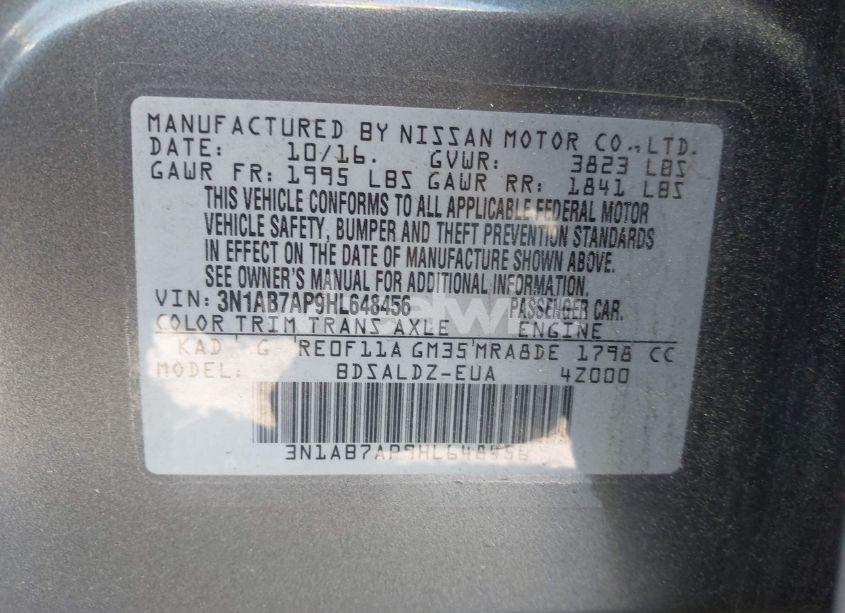 MANUFACTURED BY NISSAN MOTOR CO., LTD.
DATE: 10/16. GVWR: 3823 LBS
GAWR FR: 1995 LBS GAWR RR: 1841 LBS
THIS VEHICLE CONFORMS TO ALL APPLICABLE FEDERAL MOTOR
VEHICLE SAFETY, BUMPER AND THEFT PREVENTION STANDARDS
IN EFFECT ON THE DATE OF MANUFACTURE SHOWN ABOVE.
SEE OWNER'S MANUAL FOR ADDITIONAL INFORMATION.
VIN: 3N1AB7AP9HL648456 PASSENGER CAR.
COLOR TRIM TRANS AXLE ENGINE
KAD G RE0F11A GM35 MRA8DE 1798 CC
MODEL: BDSALDZ-EUA 4Z000
3N1AB7AP9HL648456